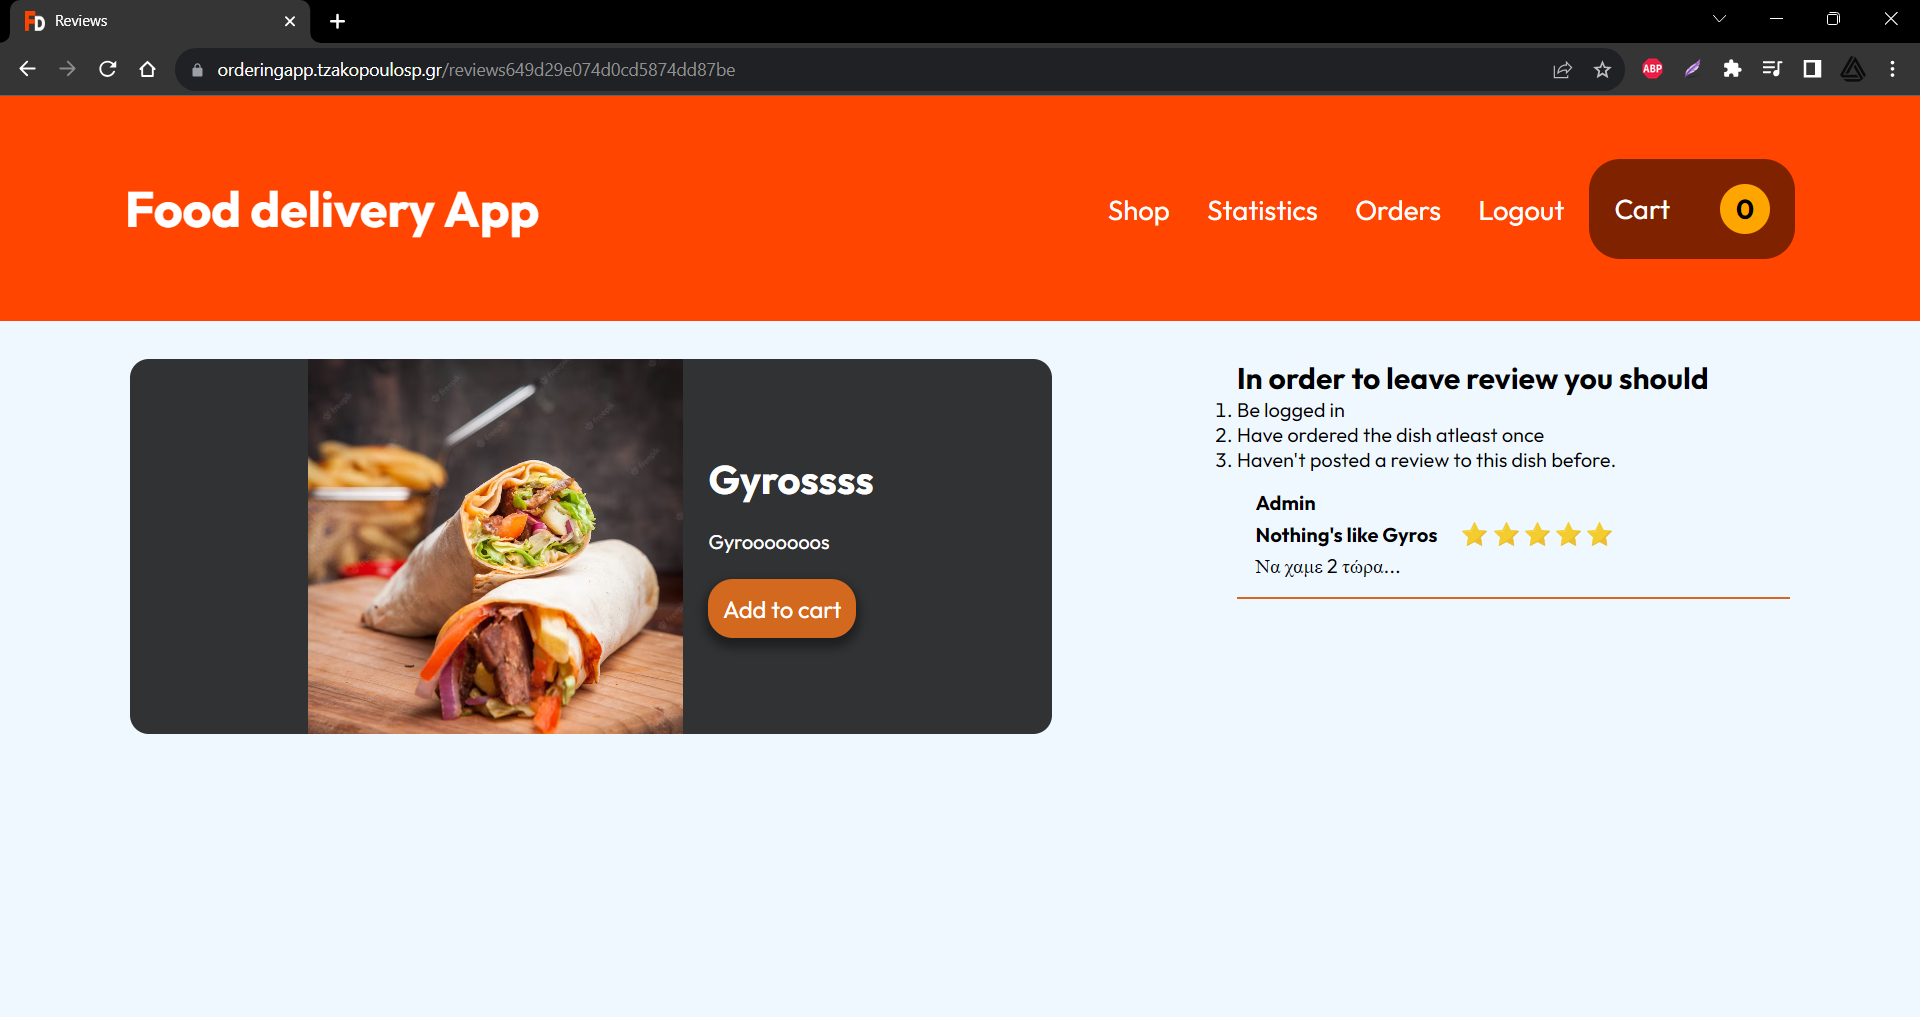 FD Reviews
orderingapp.tzakopoulosp.gr/reviews649d29e074d0cd5874dd87be
ABP
Food delivery App
Shop Statistics Orders Logout Cart 0
Gyrossss
Gyrooooooos
Add to cart
In order to leave review you should
1. Be logged in
2. Have ordered the dish atleast once
3. Haven't posted a review to this dish before.
Admin
Nothing's like Gyros
Να χαμε 2 τώρα...